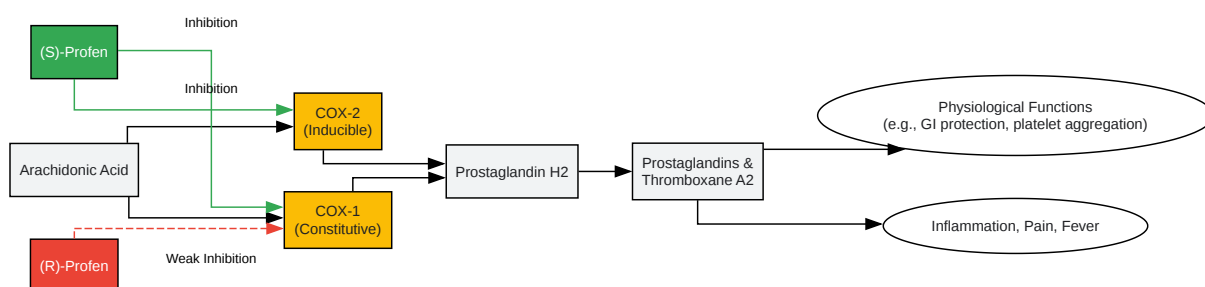 Inhibition
(S)-Profen
Inhibition
COX-2
(Inducible)
Physiological Functions
(e.g., GI protection, platelet aggregation)
Arachidonic Acid
Prostaglandin H2
Prostaglandins &
Thromboxane A2
COX-1
(Constitutive)
Inflammation, Pain, Fever
Weak Inhibition
(R)-Profen